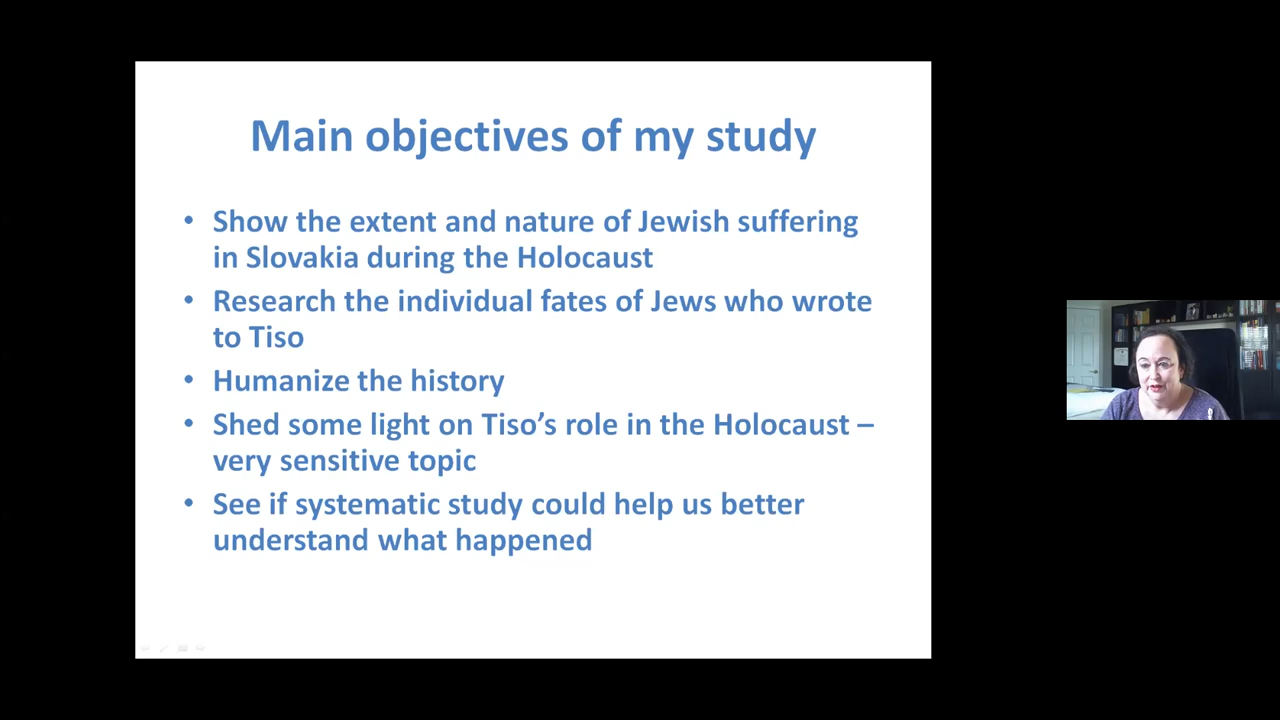 Main objectives of my study
• Show the extent and nature of Jewish suffering
in Slovakia during the Holocaust
• Research the individual fates of Jews who wrote
to Tiso
• Humanize the history
• Shed some light on Tiso’s role in the Holocaust –
very sensitive topic
• See if systematic study could help us better
understand what happened